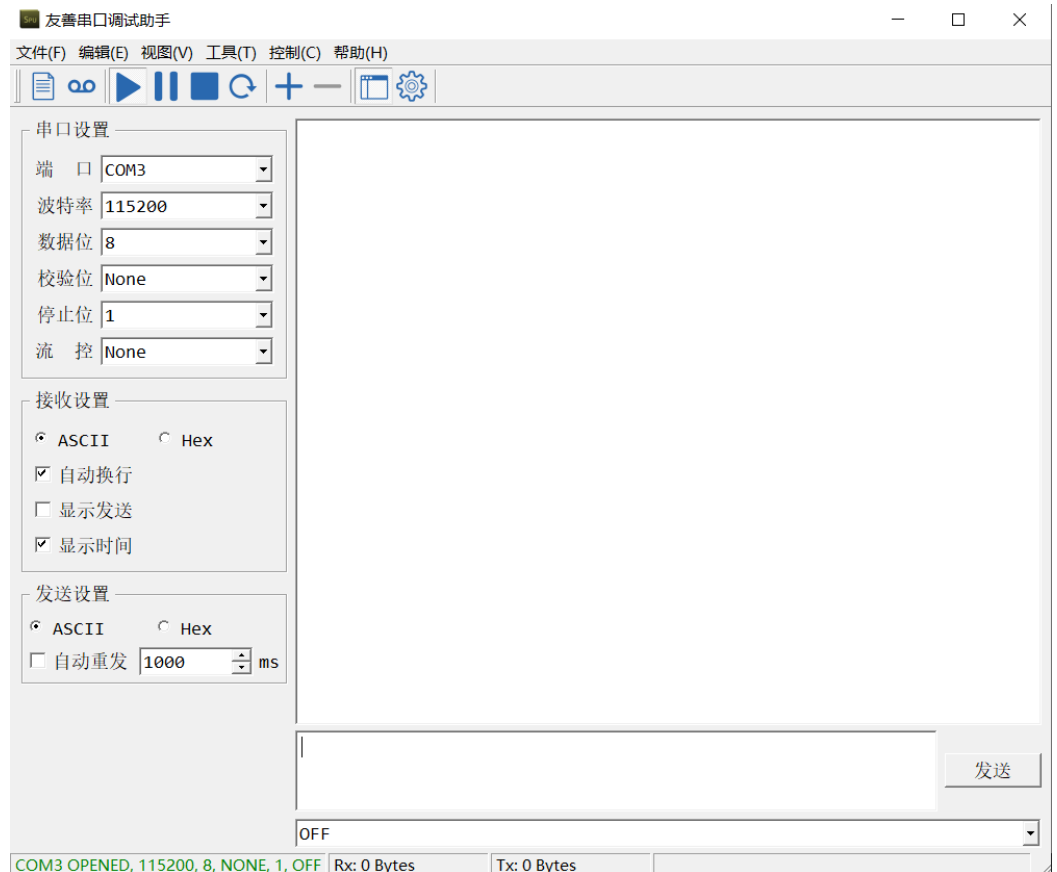 友善串口调试助手
文件(F) 编辑(E) 视图(V) 工具(T) 控制(C) 帮助(H)
串口设置
端 口 COM3
波特率 115200
数据位 8
校验位 None
停止位 1
流 控 None
接收设置
ASCII Hex
自动换行
显示发送
显示时间
发送设置
ASCII Hex
自动重发 1000 ms
发送
OFF
COM3 OPENED, 115200, 8, NONE, 1, OFF Rx: 0 Bytes Tx: 0 Bytes